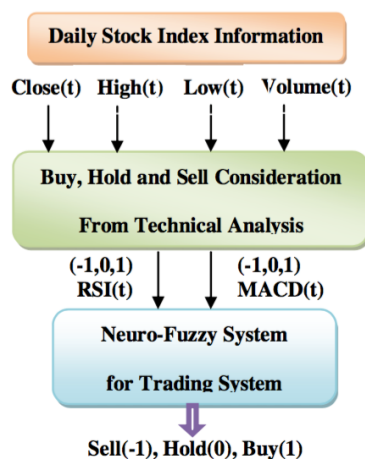 Daily Stock Index Information
Close(t) High(t) Low(t) Volume(t)
Buy, Hold and Sell Consideration
From Technical Analysis
(-1,0,1) (-1,0,1)
RSI(t) MACD(t)
Neuro-Fuzzy System
for Trading System
Sell(-1), Hold(0), Buy(1)